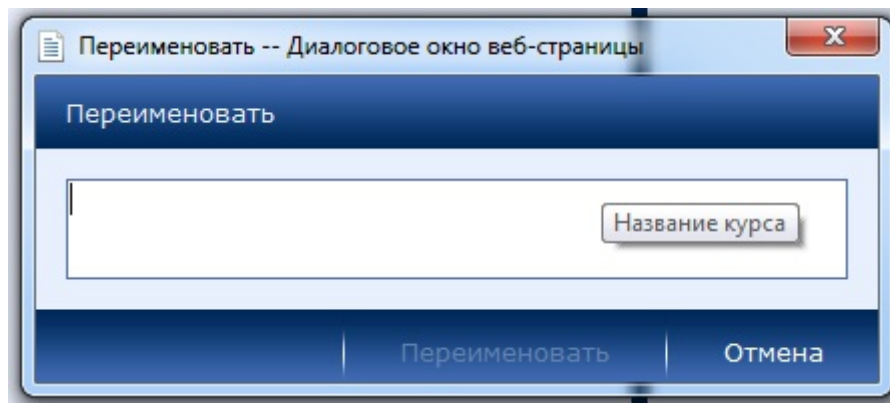 Переименовать -- Диалоговое окно веб-страницы
Переименовать
Название курса
Переименовать Отмена